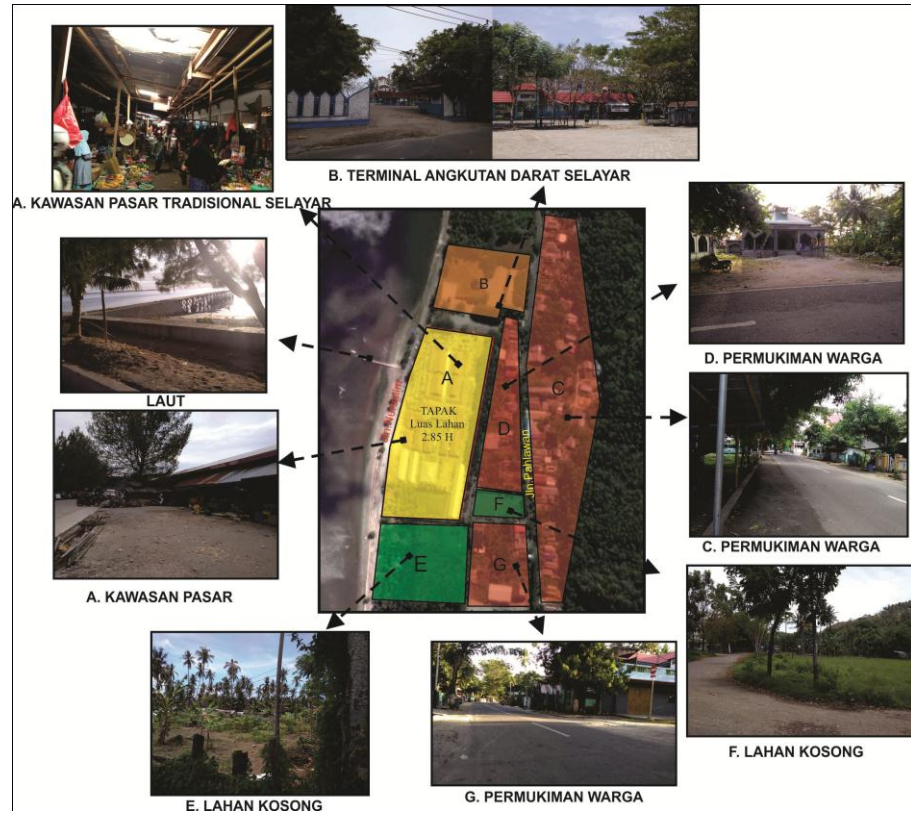 B. TERMINAL ANGKUTAN DARAT SELAYAR
A. KAWASAN PASAR TRADISIONAL SELAYAR
LAUT
A. KAWASAN PASAR
B
A
TAPAK
Luas Lahan
2.85 H
C
D
Jln Pahlawan
F
E
G
D. PERMUKIMAN WARGA
C. PERMUKIMAN WARGA
F. LAHAN KOSONG
E. LAHAN KOSONG
G. PERMUKIMAN WARGA